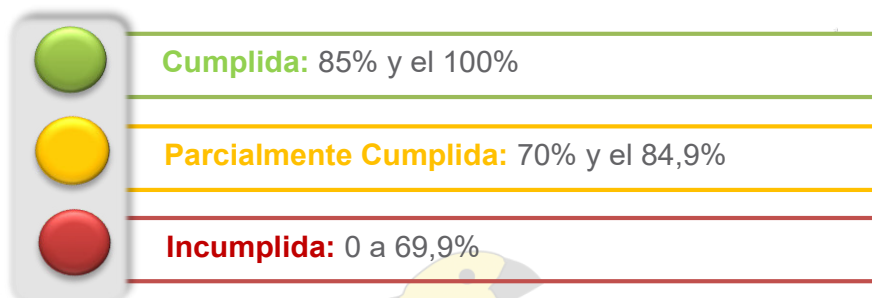 Cumplida: 85% y el 100%
Parcialmente Cumplida: 70% y el 84,9%
Incumplida: 0 a 69,9%